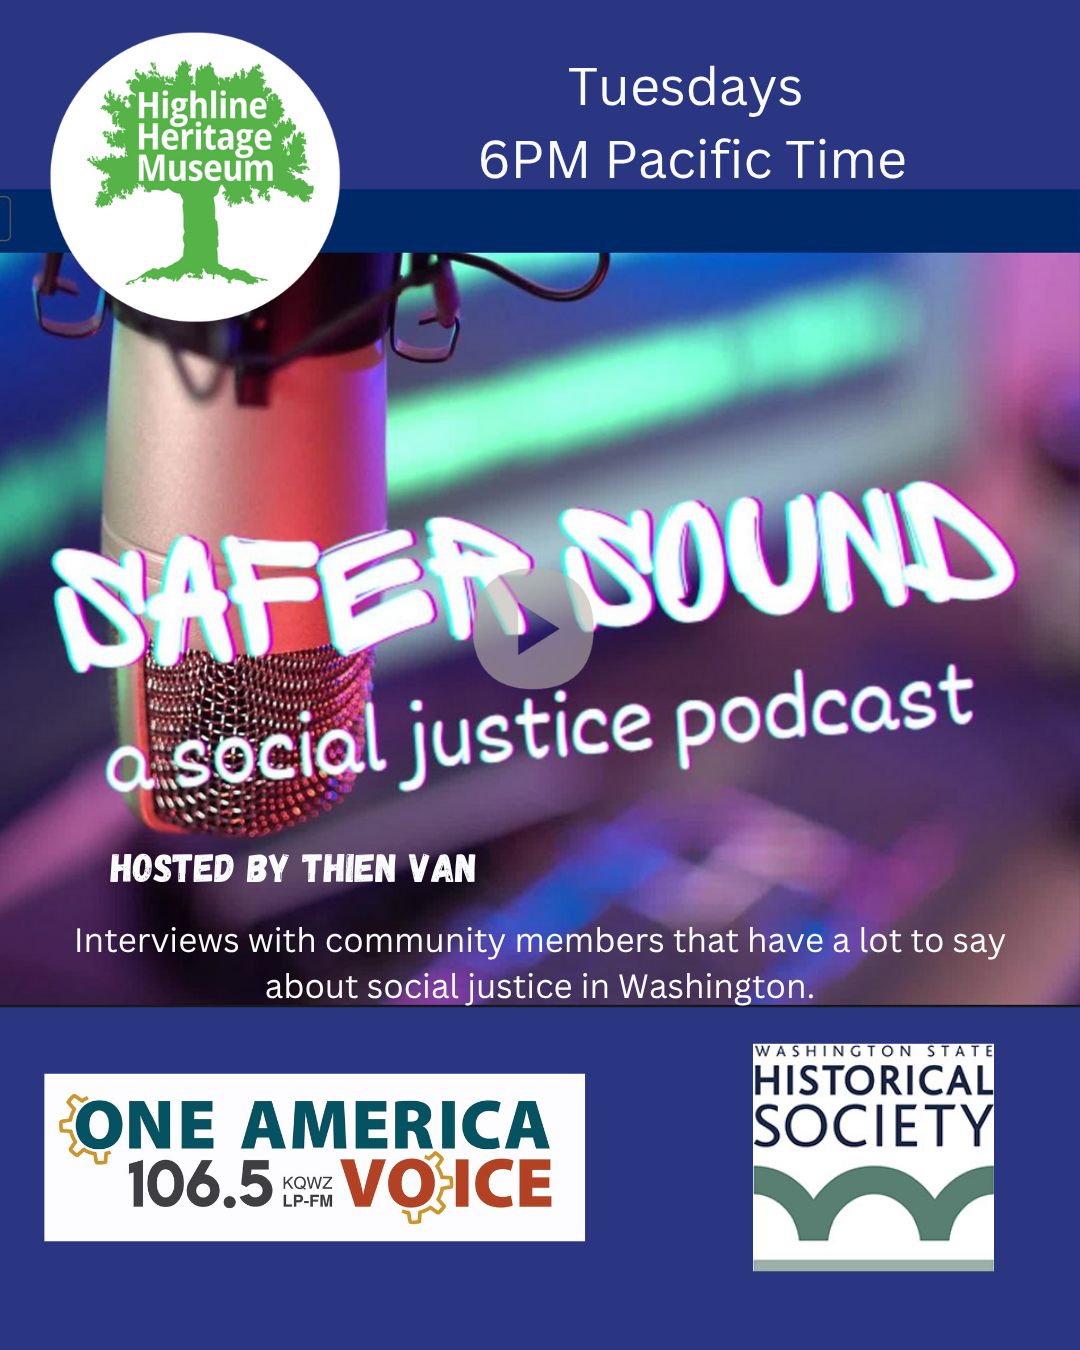 Highline
Heritage
Museum
Tuesdays
6PM Pacific Time
SAFER SOUND
a social justice podcast
HOSTED BY THIEN VAN
Interviews with community members that have a lot to say
about social justice in Washington.
ONE AMERICA
106.5 KQWZ LP-FM VOICE
WASHINGTON STATE
HISTORICAL
SOCIETY